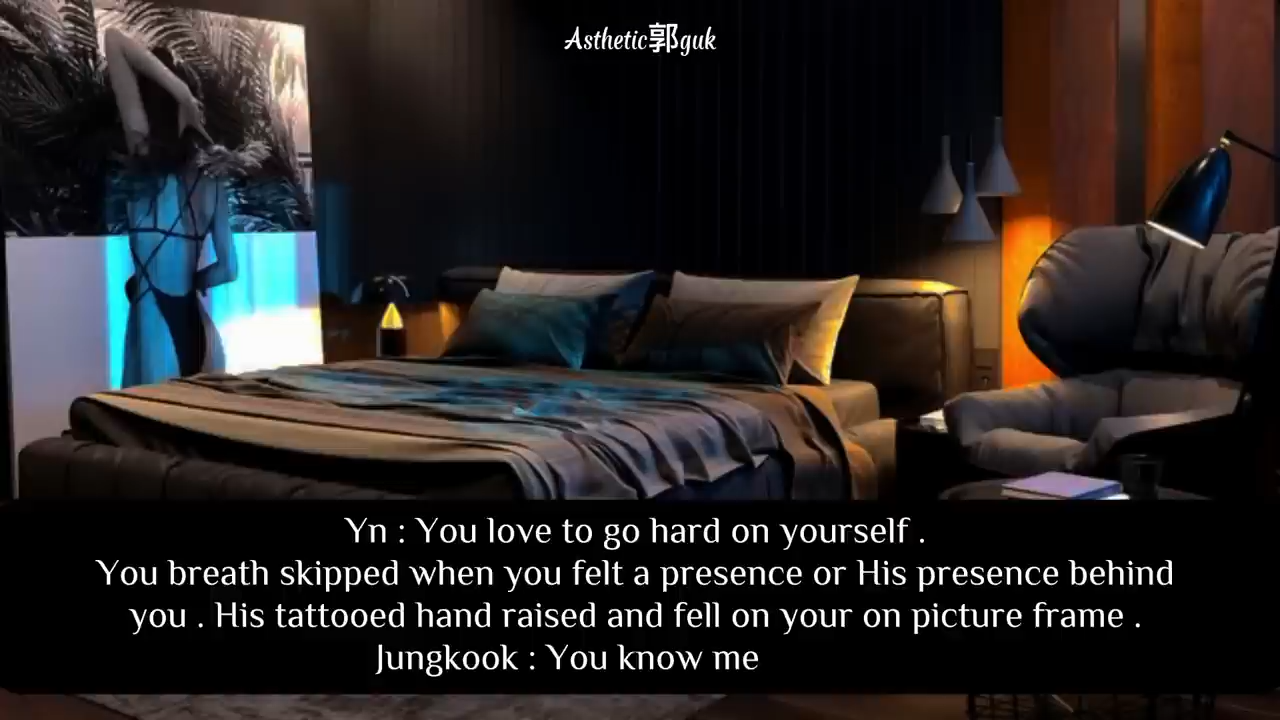 Asthetic郭guk
Yn : You love to go hard on yourself .
You breath skipped when you felt a presence or His presence behind
you . His tattooed hand raised and fell on your on picture frame .
Jungkook : You know me